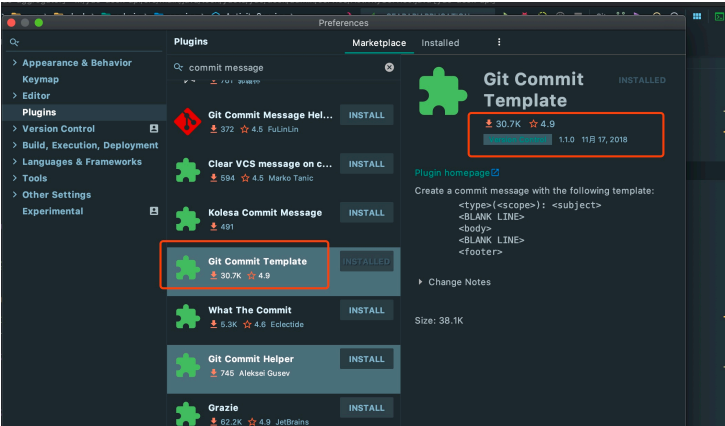 Preferences
Appearance & Behavior
Keymap
Editor
Plugins
Version Control
Build, Execution, Deployment
Languages & Frameworks
Tools
Other Settings
Experimental
Plugins
Marketplace
Installed
commit message
Git Commit Message Hel...
INSTALL
372 4.5 FuLinLin
Clear VCS message on c...
INSTALL
594 4.5 Marko Tanic
Kolesa Commit Message
INSTALL
491
Git Commit Template
INSTALLED
30.7K 4.9
What The Commit
INSTALL
5.3K 4.6 Eclectide
Git Commit Helper
INSTALL
745 Aleksei Gusev
Grazie
INSTALL
62.2K 4.9 JetBrains
Git Commit
Template
INSTALLED
30.7K 4.9
1.1.0 11月 17, 2018
Plugin homepage
Create a commit message with the following template:
<type>(<scope>): <subject>
<BLANK LINE>
<body>
<BLANK LINE>
<footer>
Change Notes
Size: 38.1K